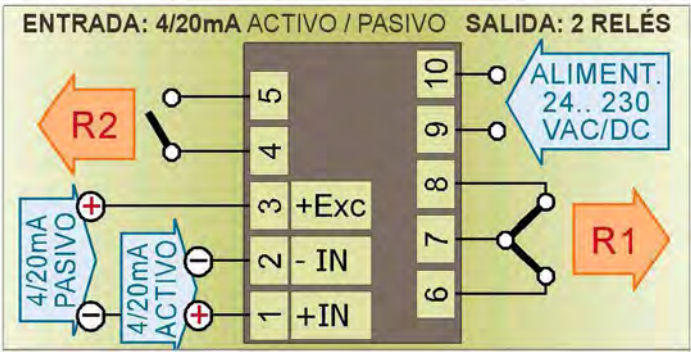 ENTRADA: 4/20mA ACTIVO / PASIVO SALIDA: 2 RELÉS
R2
5
4
3 +Exc
2 - IN
1 +IN
4/20mA
PASIVO
+
−
4/20mA
ACTIVO
−
+
10
9
8
7
6
ALIMENT.
24.. 230
VAC/DC
R1